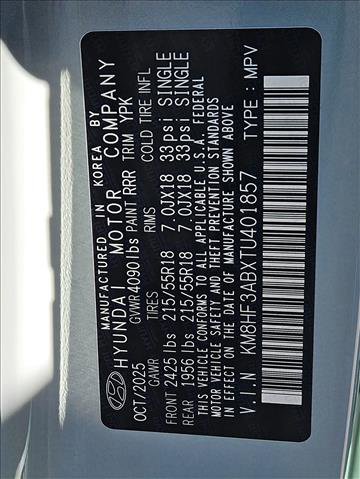 MANUFACTURED IN KOREA BY
HYUNDAI MOTOR COMPANY
OCT/2025 GVWR 4090 lbs PAINT RRR TRIM YPK
GAWR TIRES RIMS COLD TIRE INFL
FRONT 2425 lbs 215/55R18 7.0JX18 33psi SINGLE
REAR 1956 lbs 215/55R18 7.0JX18 33psi SINGLE
THIS VEHICLE CONFORMS TO ALL APPLICABLE U.S.A. FEDERAL
MOTOR VEHICLE SAFETY AND THEFT PREVENTION STANDARDS
IN EFFECT ON THE DATE OF MANUFACTURE SHOWN ABOVE
V.I.N KM8HF3ABXTU401857 TYPE : MPV